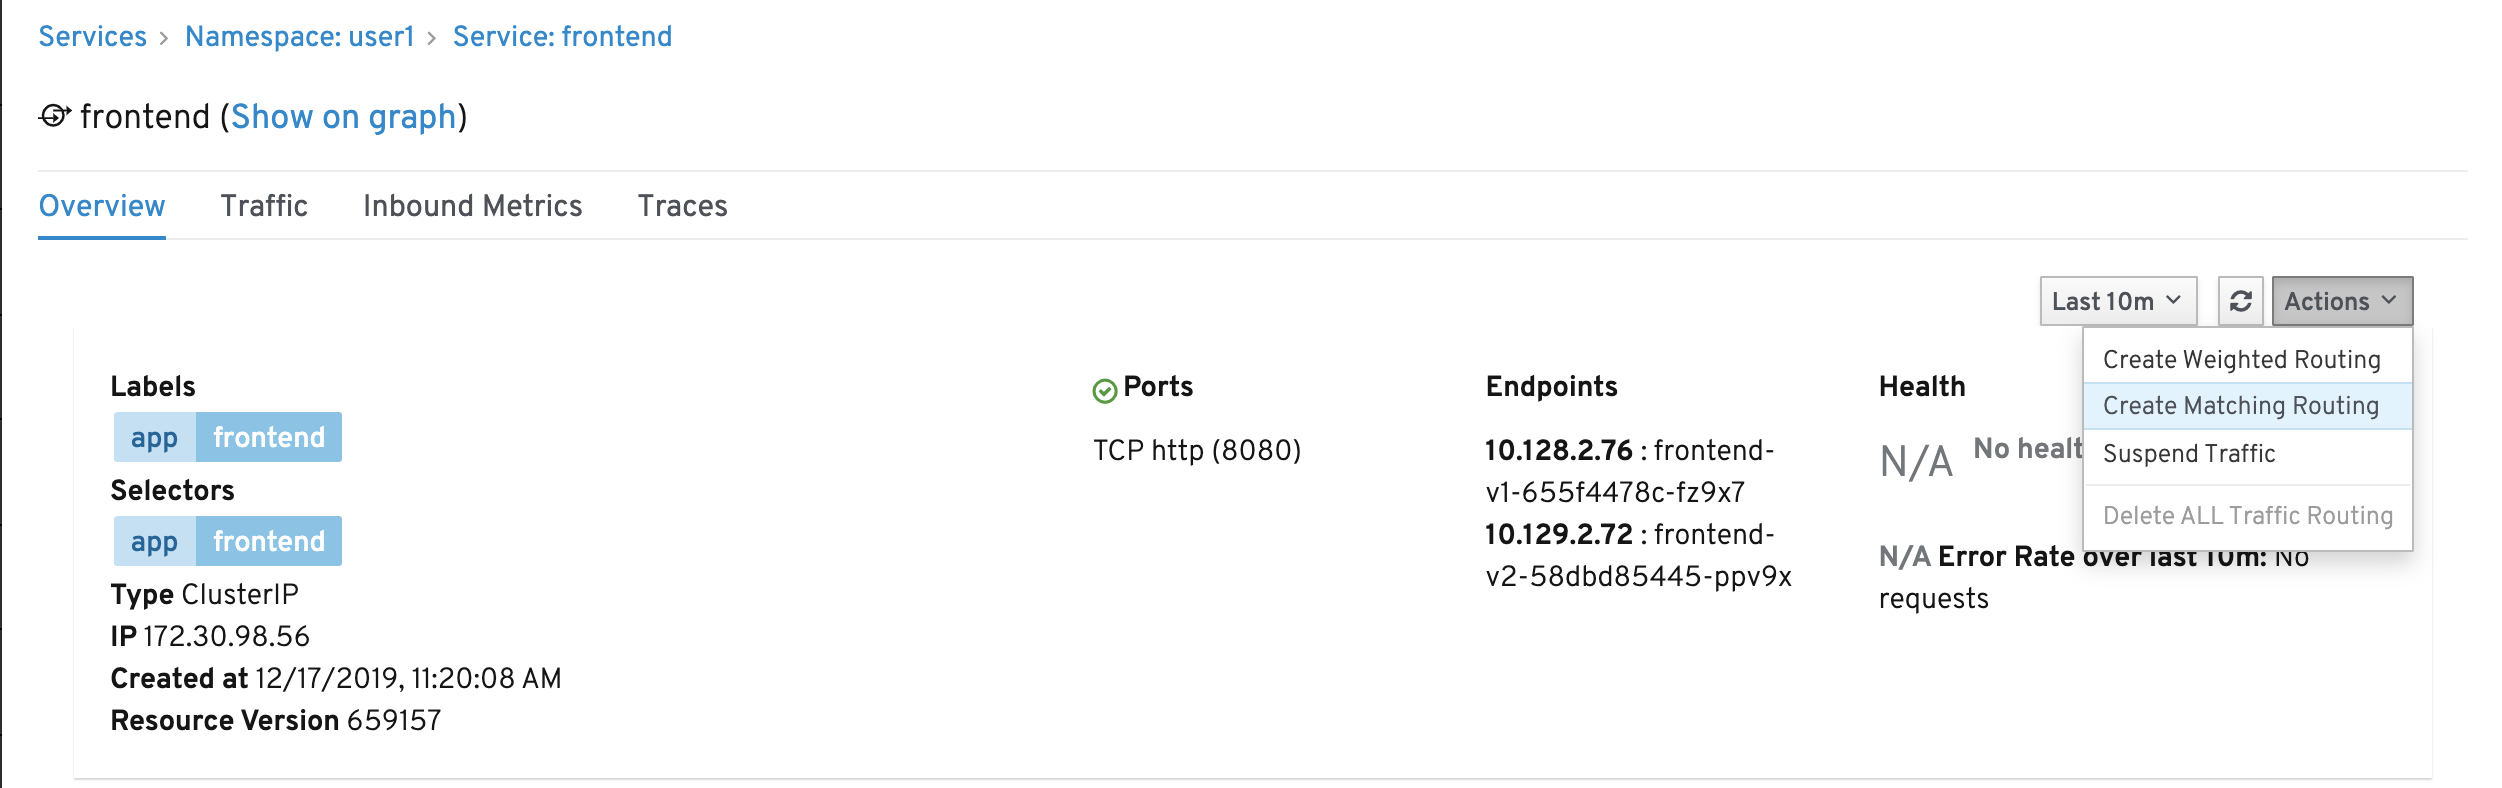 Services > Namespace: user1 > Service: frontend
frontend (Show on graph)
Overview Traffic Inbound Metrics Traces
Last 10m Actions
Create Weighted Routing
Create Matching Routing
Suspend Traffic
Delete ALL Traffic Routing
Labels
app frontend
Selectors
app frontend
Type ClusterIP
IP 172.30.98.56
Created at 12/17/2019, 11:20:08 AM
Resource Version 659157
Ports
TCP http (8080)
Endpoints
10.128.2.76 : frontend-
v1-655f4478c-fz9x7
10.129.2.72 : frontend-
v2-58dbd85445-ppv9x
Health
N/A No
N/A Error Rate over last 10m: No
requests